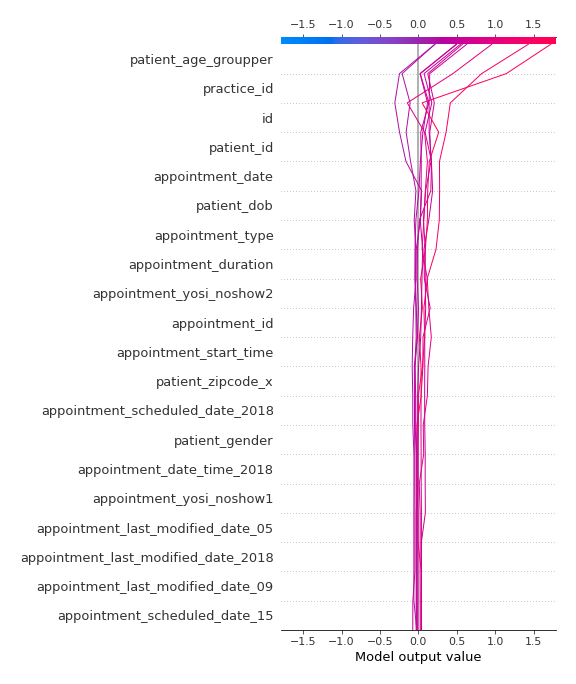 −1.5 −1.0 −0.5 0.0 0.5 1.0 1.5
patient_age_groupper
practice_id
id
patient_id
appointment_date
patient_dob
appointment_type
appointment_duration
appointment_yosi_noshow2
appointment_id
appointment_start_time
patient_zipcode_x
appointment_scheduled_date_2018
patient_gender
appointment_date_time_2018
appointment_yosi_noshow1
appointment_last_modified_date_05
appointment_last_modified_date_2018
appointment_last_modified_date_09
appointment_scheduled_date_15
−1.5 −1.0 −0.5 0.0 0.5 1.0 1.5
Model output value